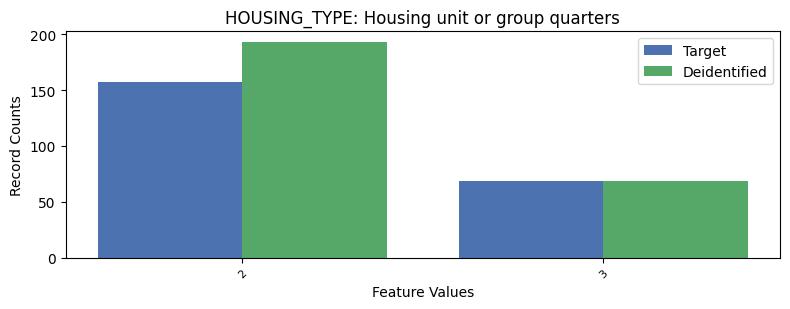 HOUSING_TYPE: Housing unit or group quarters
Target
Deidentified
Record Counts
200
150
100
50
0
2
3
Feature Values